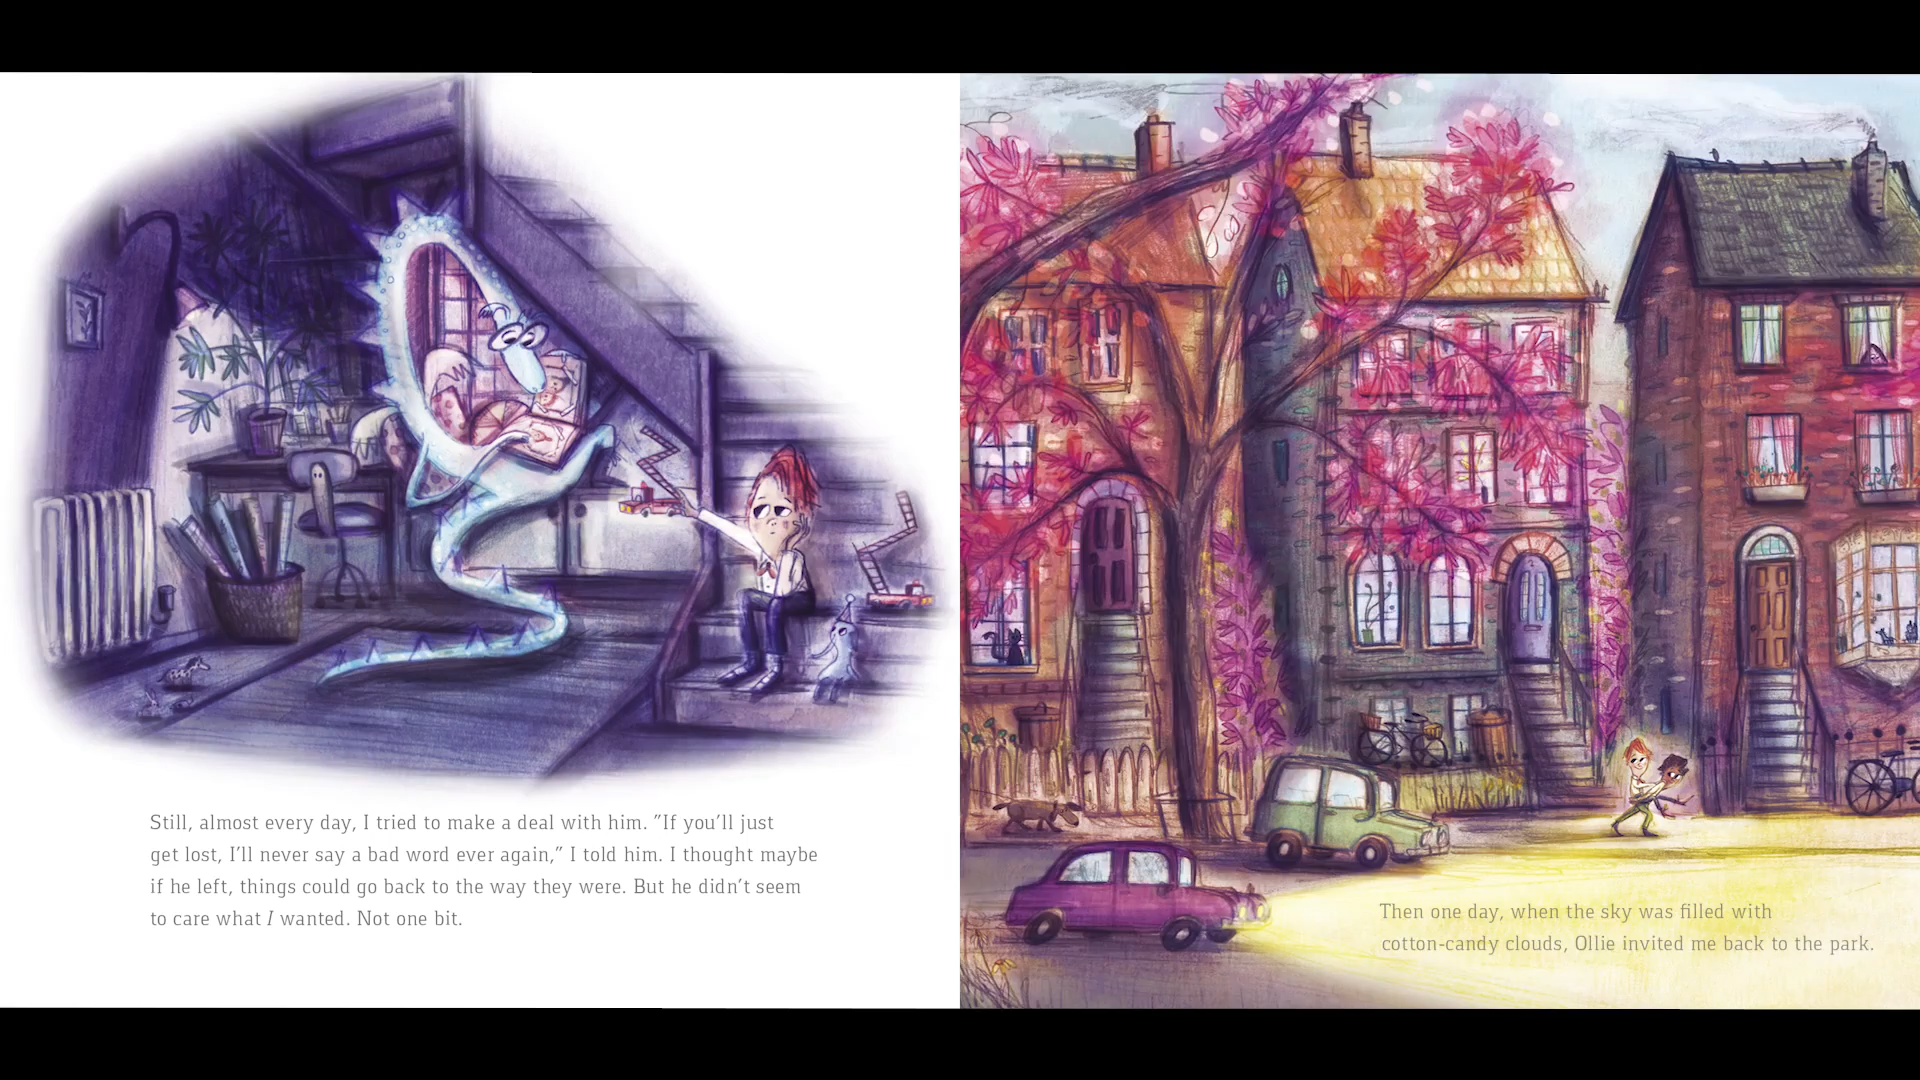 Still, almost every day, I tried to make a deal with him. "If you'll just
get lost, I'll never say a bad word ever again," I told him. I thought maybe
if he left, things could go back to the way they were. But he didn't seem
to care what I wanted. Not one bit.
Then one day, when the sky was filled with
cotton-candy clouds, Ollie invited me back to the park.